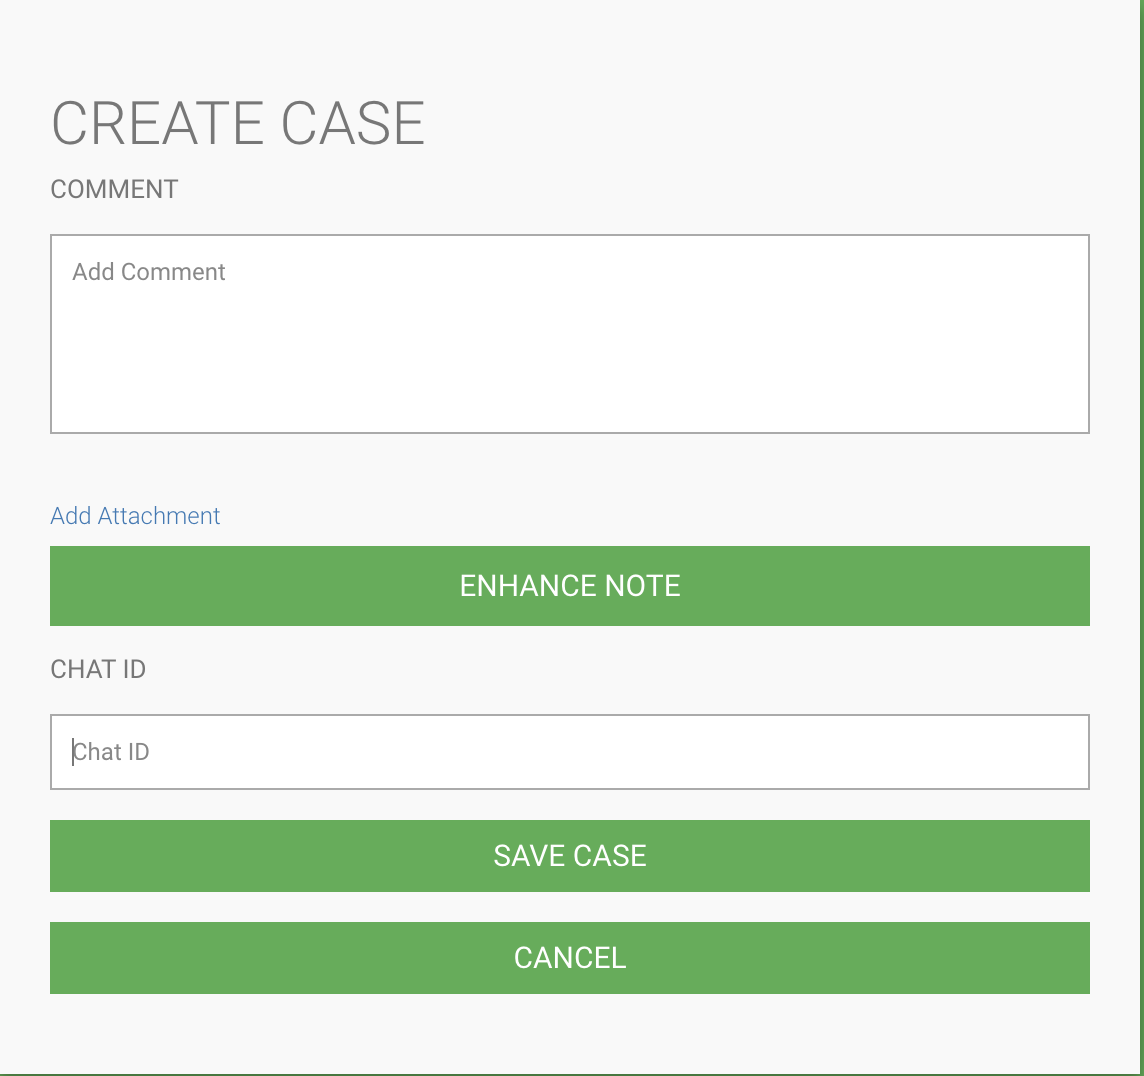 CREATE CASE
COMMENT
Add Comment
Add Attachment
ENHANCE NOTE
CHAT ID
Chat ID
SAVE CASE
CANCEL